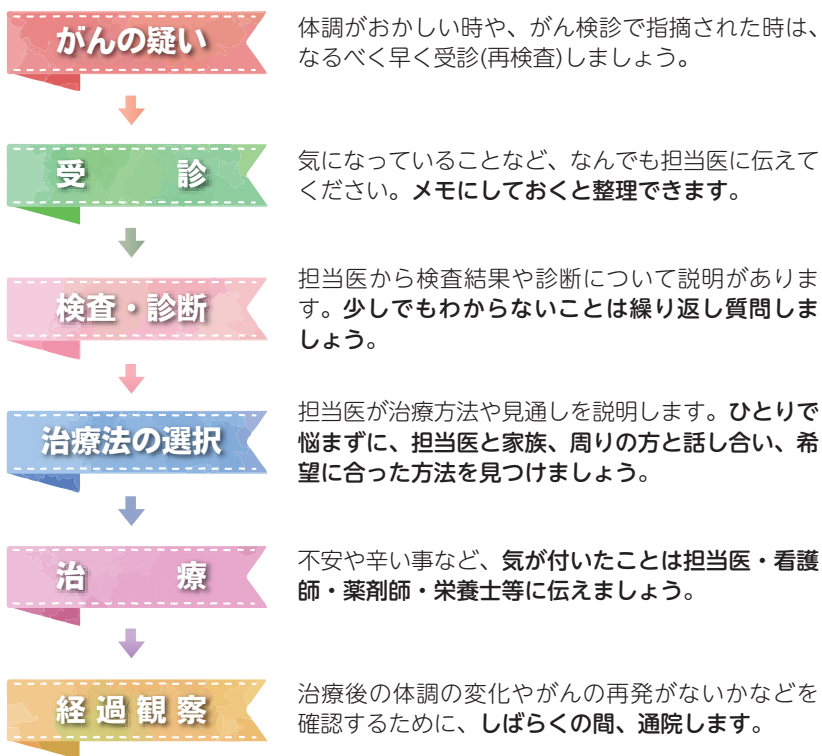 がんの疑い
体調がおかしい時や、がん検診で指摘された時は、
なるべく早く受診(再検査)しましょう。
受　診
気になっていることなど、なんでも担当医に伝えて
ください。メモにしておくと整理できます。
検査・診断
担当医から検査結果や診断について説明がありま
す。少しでもわからないことは繰り返し質問しま
しょう。
治療法の選択
担当医が治療方法や見通しを説明します。ひとりで
悩まずに、担当医と家族、周りの方と話し合い、希
望に合った方法を見つけましょう。
治　療
不安や辛い事など、気が付いたことは担当医・看護
師・薬剤師・栄養士等に伝えましょう。
経過観察
治療後の体調の変化やがんの再発がないかなどを
確認するために、しばらくの間、通院します。